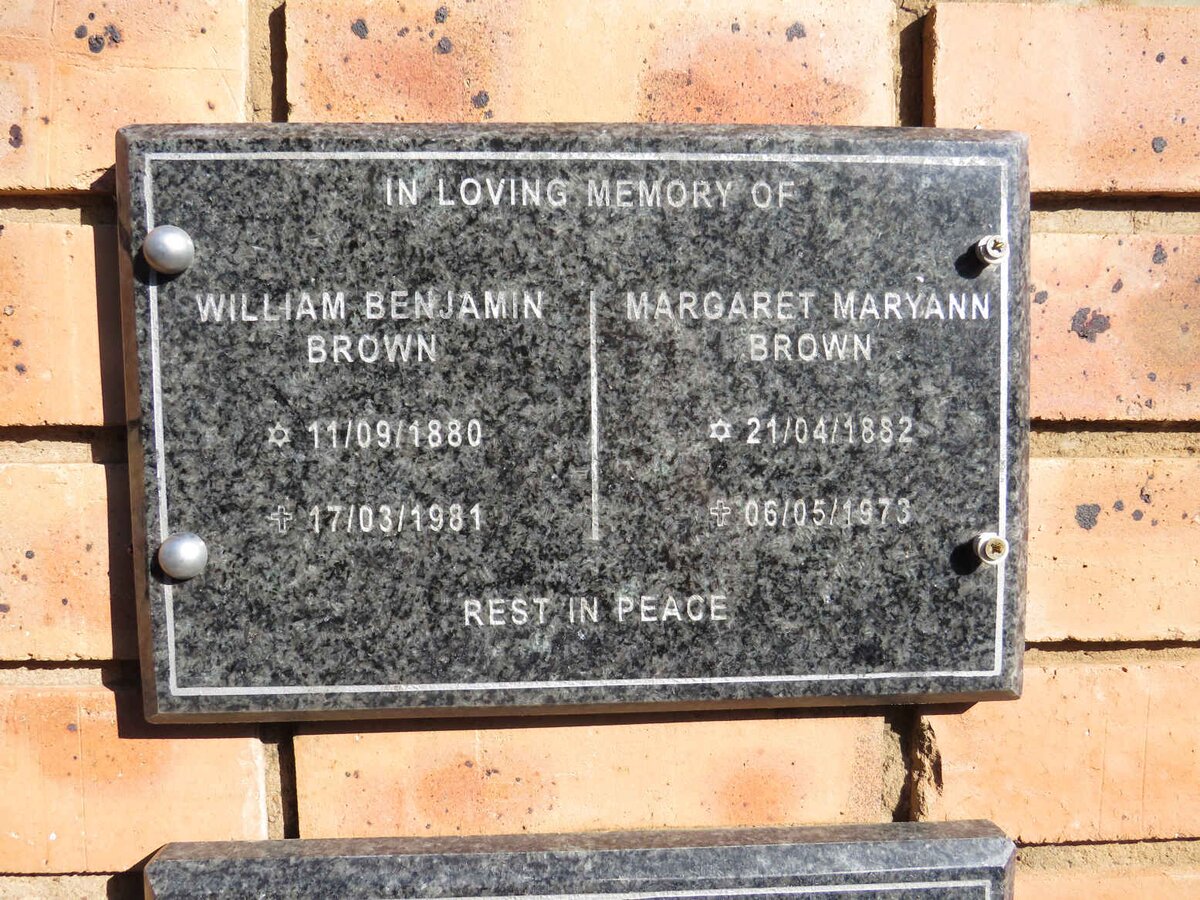 IN LOVING MEMORY OF
WILLIAM BENJAMIN
BROWN
✡ 11/09/1880
✝ 17/03/1981
MARGARET MARYANN
BROWN
✡ 21/04/1882
✝ 06/05/1973
REST IN PEACE